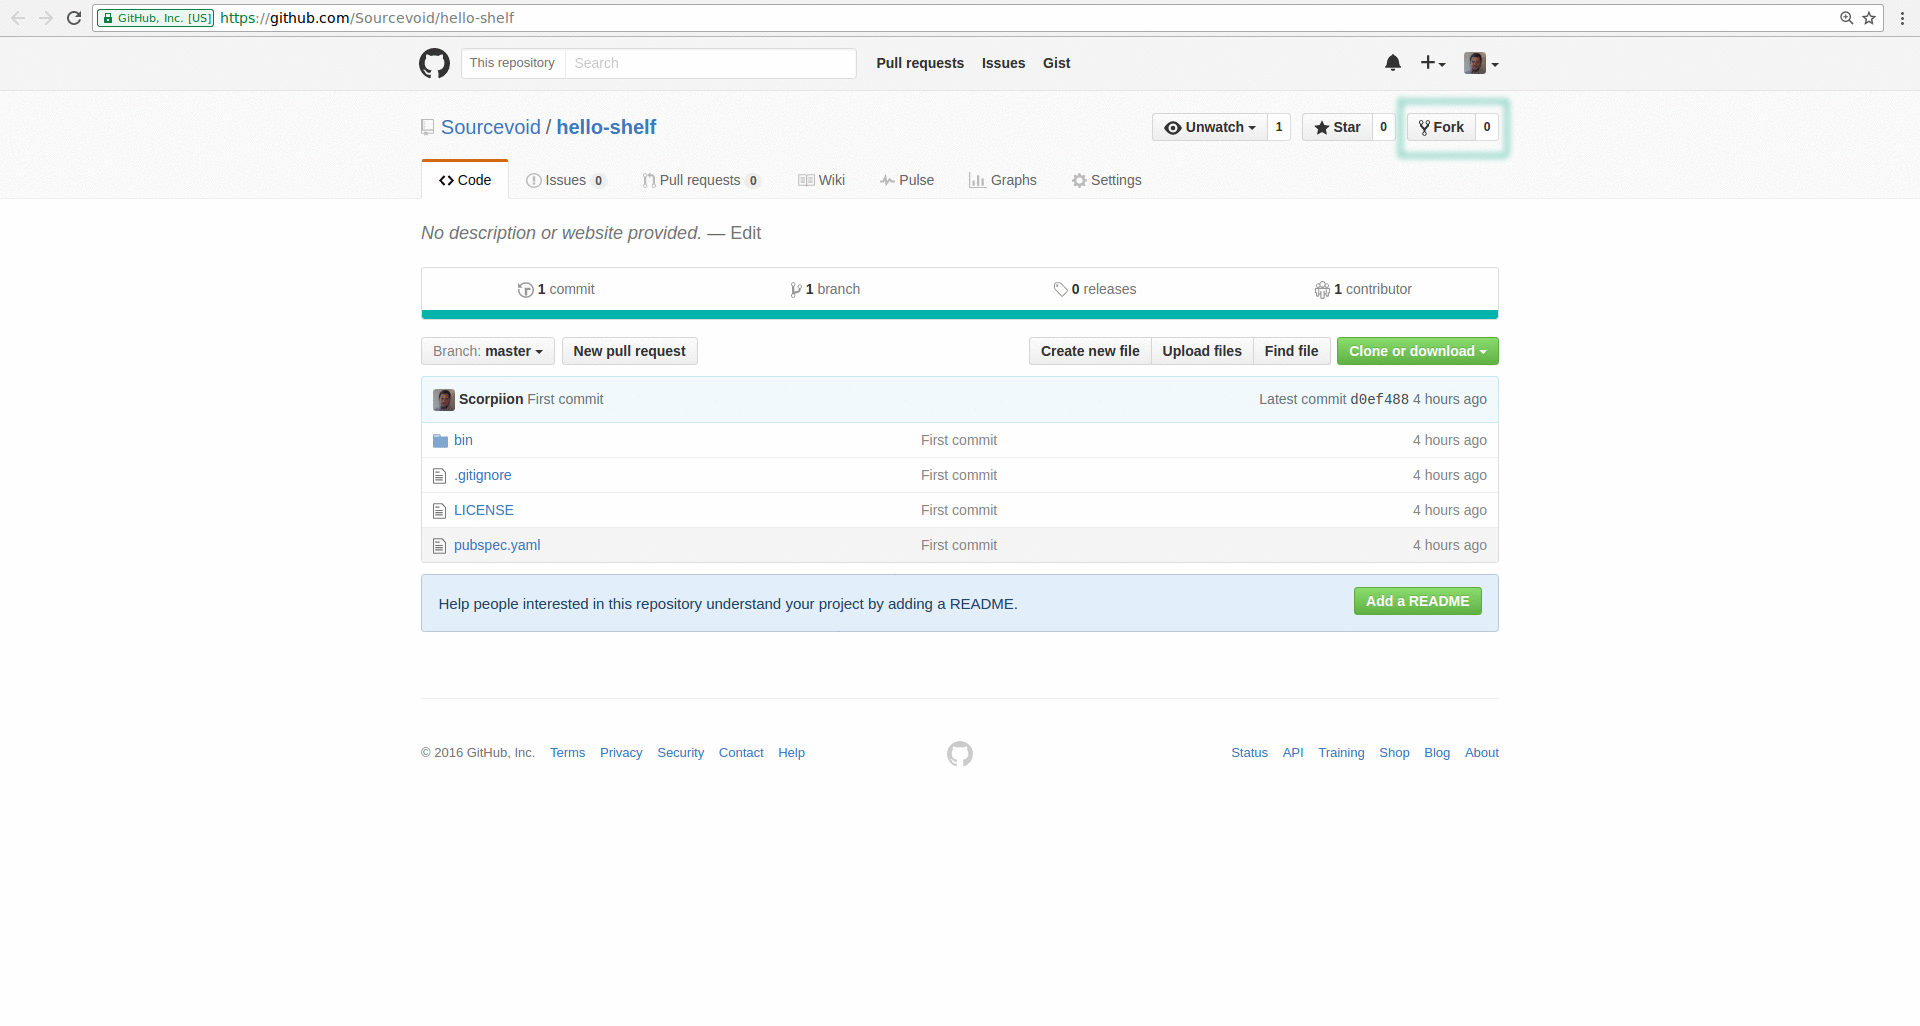 GitHub, Inc. [US] https://github.com/Sourcevoid/hello-shelf
This repository Search Pull requests Issues Gist
Sourcevoid / hello-shelf Unwatch 1 Star 0 Fork 0
Code Issues 0 Pull requests 0 Wiki Pulse Graphs Settings
No description or website provided. — Edit
1 commit 1 branch 0 releases 1 contributor
Branch: master New pull request Create new file Upload files Find file Clone or download
Scorpiion First commit Latest commit d0ef488 4 hours ago
bin First commit 4 hours ago
.gitignore First commit 4 hours ago
LICENSE First commit 4 hours ago
pubspec.yaml First commit 4 hours ago
Help people interested in this repository understand your project by adding a README. Add a README
© 2016 GitHub, Inc. Terms Privacy Security Contact Help Status API Training Shop Blog About